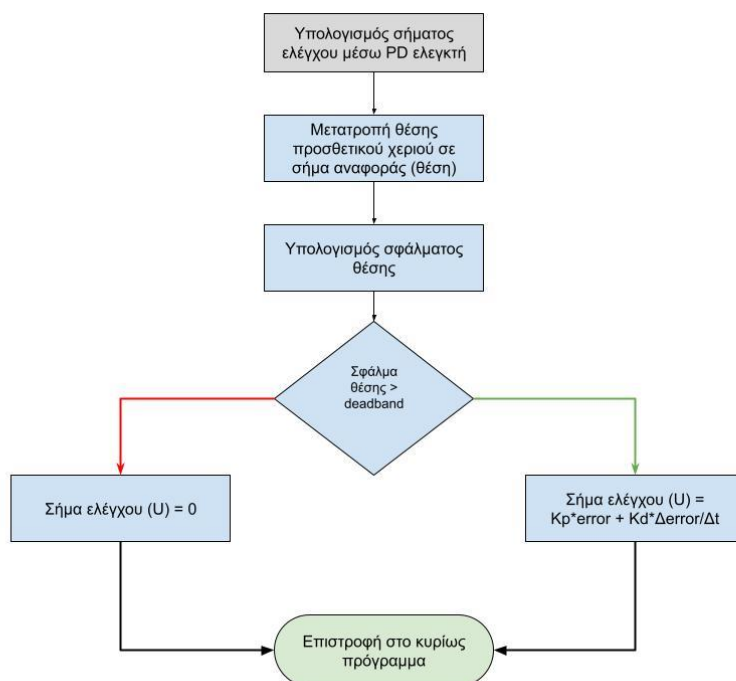 Υπολογισμός σήματος
ελέγχου μέσω PD ελεγκτή
Μετατροπή θέσης
προσθετικού χεριού σε
σήμα αναφοράς (θέση)
Υπολογισμός σφάλματος
θέσης
Σφάλμα
θέσης >
deadband
Σήμα ελέγχου (U) = 0
Σήμα ελέγχου (U) =
Kp*error + Kd*Δerror/Δt
Επιστροφή στο κυρίως
πρόγραμμα